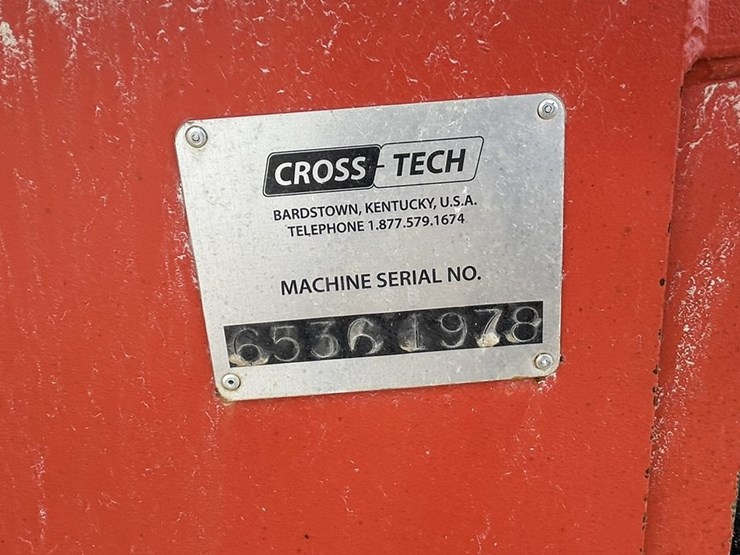 CROSS-TECH
BARDSTOWN, KENTUCKY, U.S.A.
TELEPHONE 1.877.579.1674
MACHINE SERIAL NO.
65361978